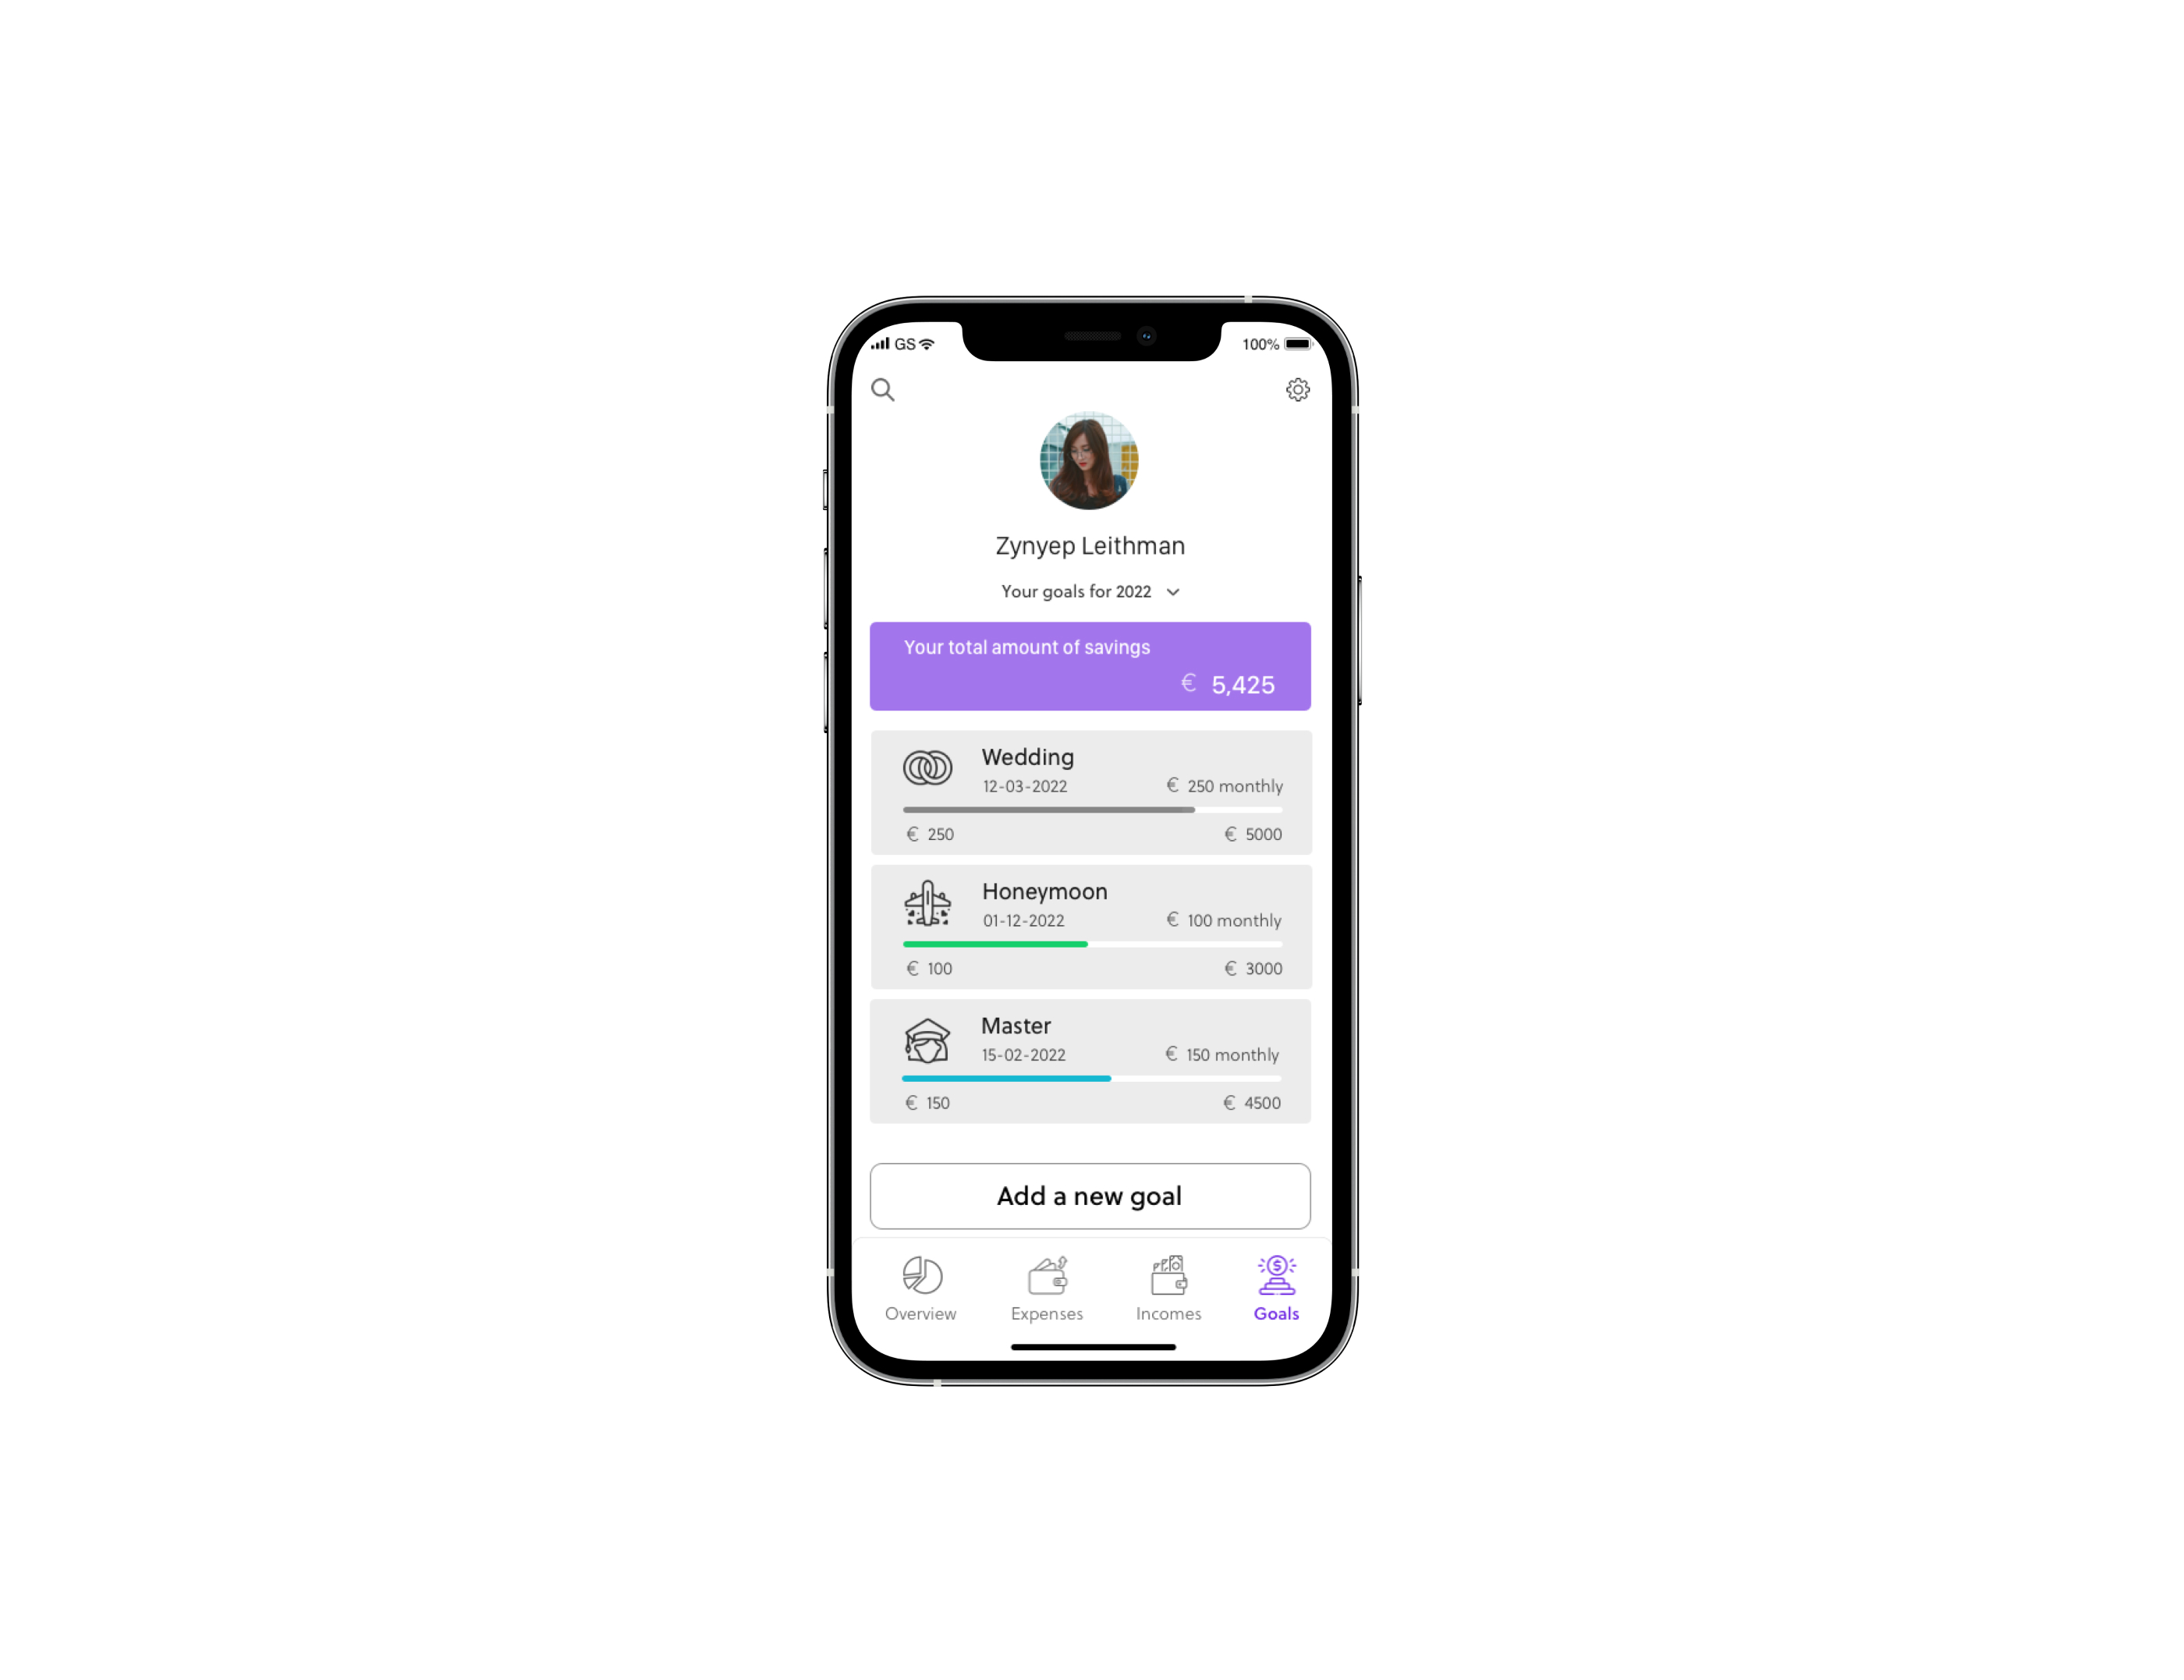 GS 100%
Zynyep Leithman
Your goals for 2022
Your total amount of savings
€ 5,425
Wedding
12-03-2022 € 250 monthly
€ 250 € 5000
Honeymoon
01-12-2022 € 100 monthly
€ 100 € 3000
Master
15-02-2022 € 150 monthly
€ 150 € 4500
Add a new goal
Overview Expenses Incomes Goals